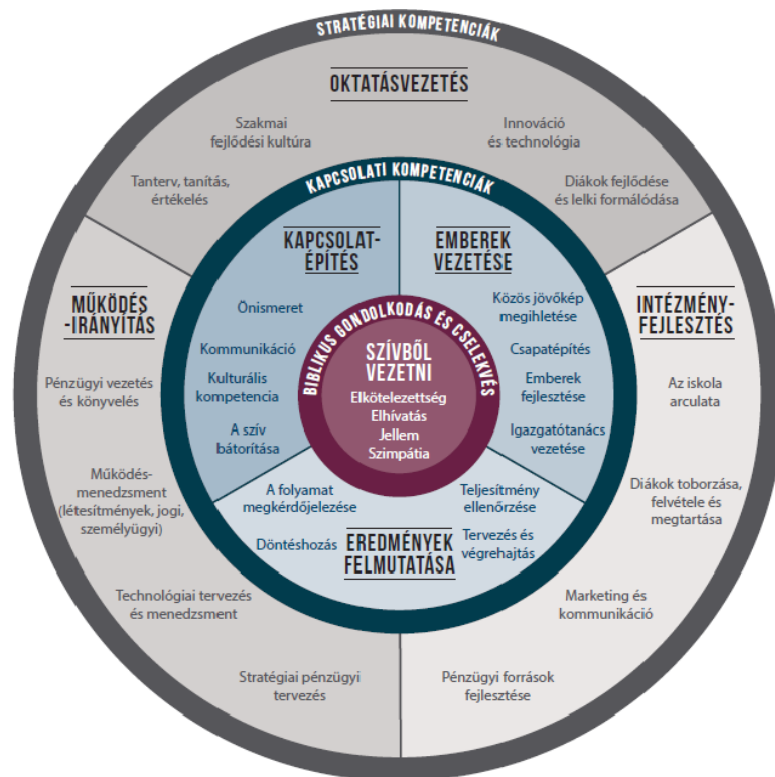 STRATÉGIAI KOMPETENCIÁK
OKTATÁSVEZETÉS
Szakmai
fejlődési kultúra
Innováció
és technológia
Tanterv, tanítás,
értékelés
Diákok fejlődése
és lelki formálódása
KAPCSOLATI KOMPETENCIÁK
KAPCSOLAT-
ÉPÍTÉS
Önismeret
Kommunikáció
Kulturális
kompetencia
A szív
bátorítása
EMBEREK
VEZETÉSE
Közös jövőkép
megihletése
Csapatépítés
Emberek
fejlesztése
Igazgatótanács
vezetése
BIBLIKUS GONDOLKODÁS ÉS CSELEKVÉS
SZÍVBŐL
VEZETNI
Elkötelezettség
Elhívatás
Jellem
Szimpátia
A folyamat
megkérdőjelezése
Döntéshozás
EREDMÉNYEK
FELMUTATÁSA
Teljesítmény
ellenőrzése
Tervezés és
végrehajtás
MŰKÖDÉS
-IRÁNYÍTÁS
Pénzügyi vezetés
és könyvelés
Működés-
menedzsment
(létesítmények, jogi,
személyügyi)
Technológiai tervezés
és menedzsment
Stratégiai pénzügyi
tervezés
INTÉZMÉNY-
FEJLESZTÉS
Az iskola
arculata
Diákok toborzása,
felvétele és
megtartása
Marketing és
kommunikáció
Pénzügyi források
fejlesztése